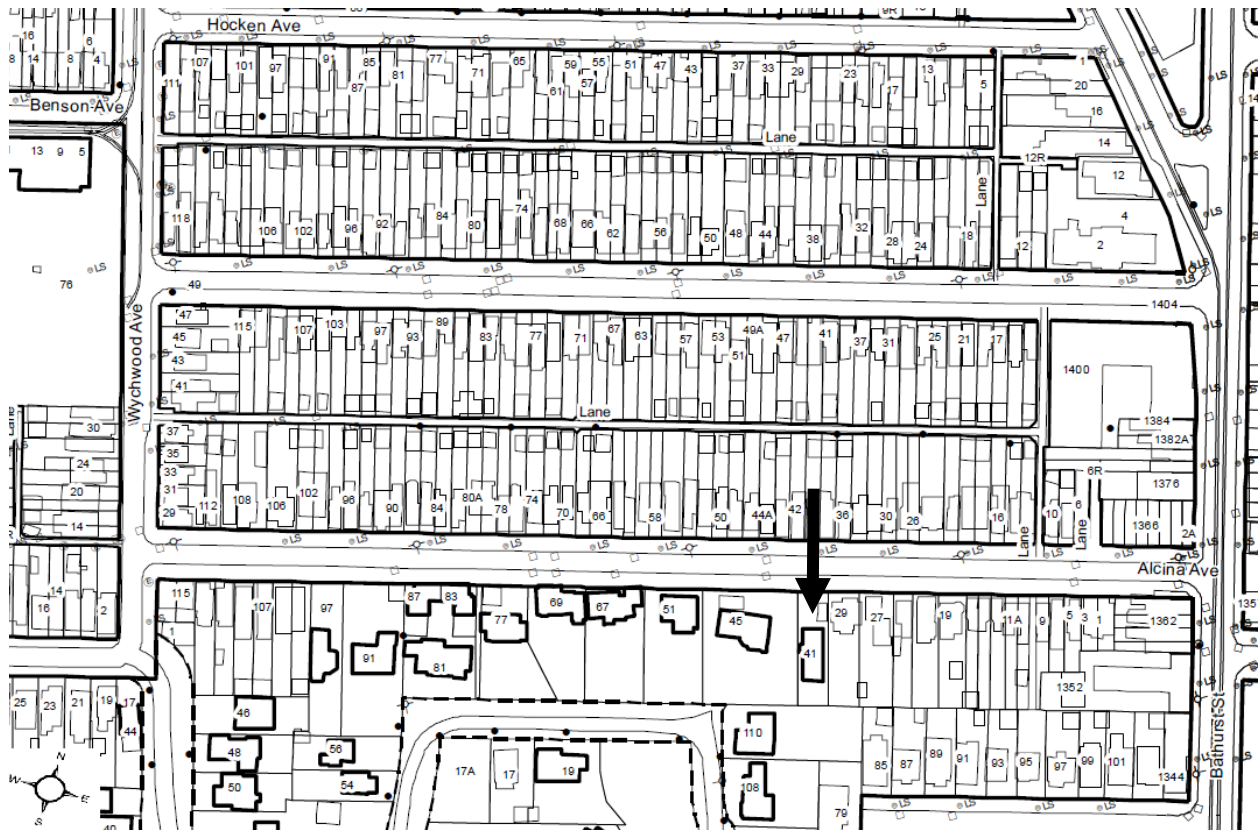 9R
Hocken Ave
16 6
8 14 8 4
107 101 97 91 85 81 77 71 65 59 55 51 47 43 37 33 29 23 13 1
111 87 61 57 17 5 20
Benson Ave
16
Lane
13 9 5
14
12R
12
Lane
118 106 102 96 92 84 80 74 68 66 62 56 50 48 44 38 32 28 24 18 12 2
4
76
49
1404
Wychwood Ave
47 115 107 103 97 93 89 83 77 71 67 63 57 53 49A 47 41 37 31 25 21 17
45
51
43
41
1400
Lane
1384
1382A
30
37
35
24
33
6R
1376
20
31
29 112 108 106 102 96 90 84 80A 78 74 70 66 58 50 44A 42 36 30 26 16 10 6
14
1366
2A
Lane
Lane
Alcina Ave
14
16 2
115 107 97 87 83 77 69 67 51 45 41 29 27 19 11A 9 5 3 1 1362
1
91 81
1352
25 23 21 19 17
44
46
48 56
50 54
17A 17 19
110
108
85 87 89 91 93 95 97 99 101 1344
79
Bathurst St
N
W E
S
40
LS